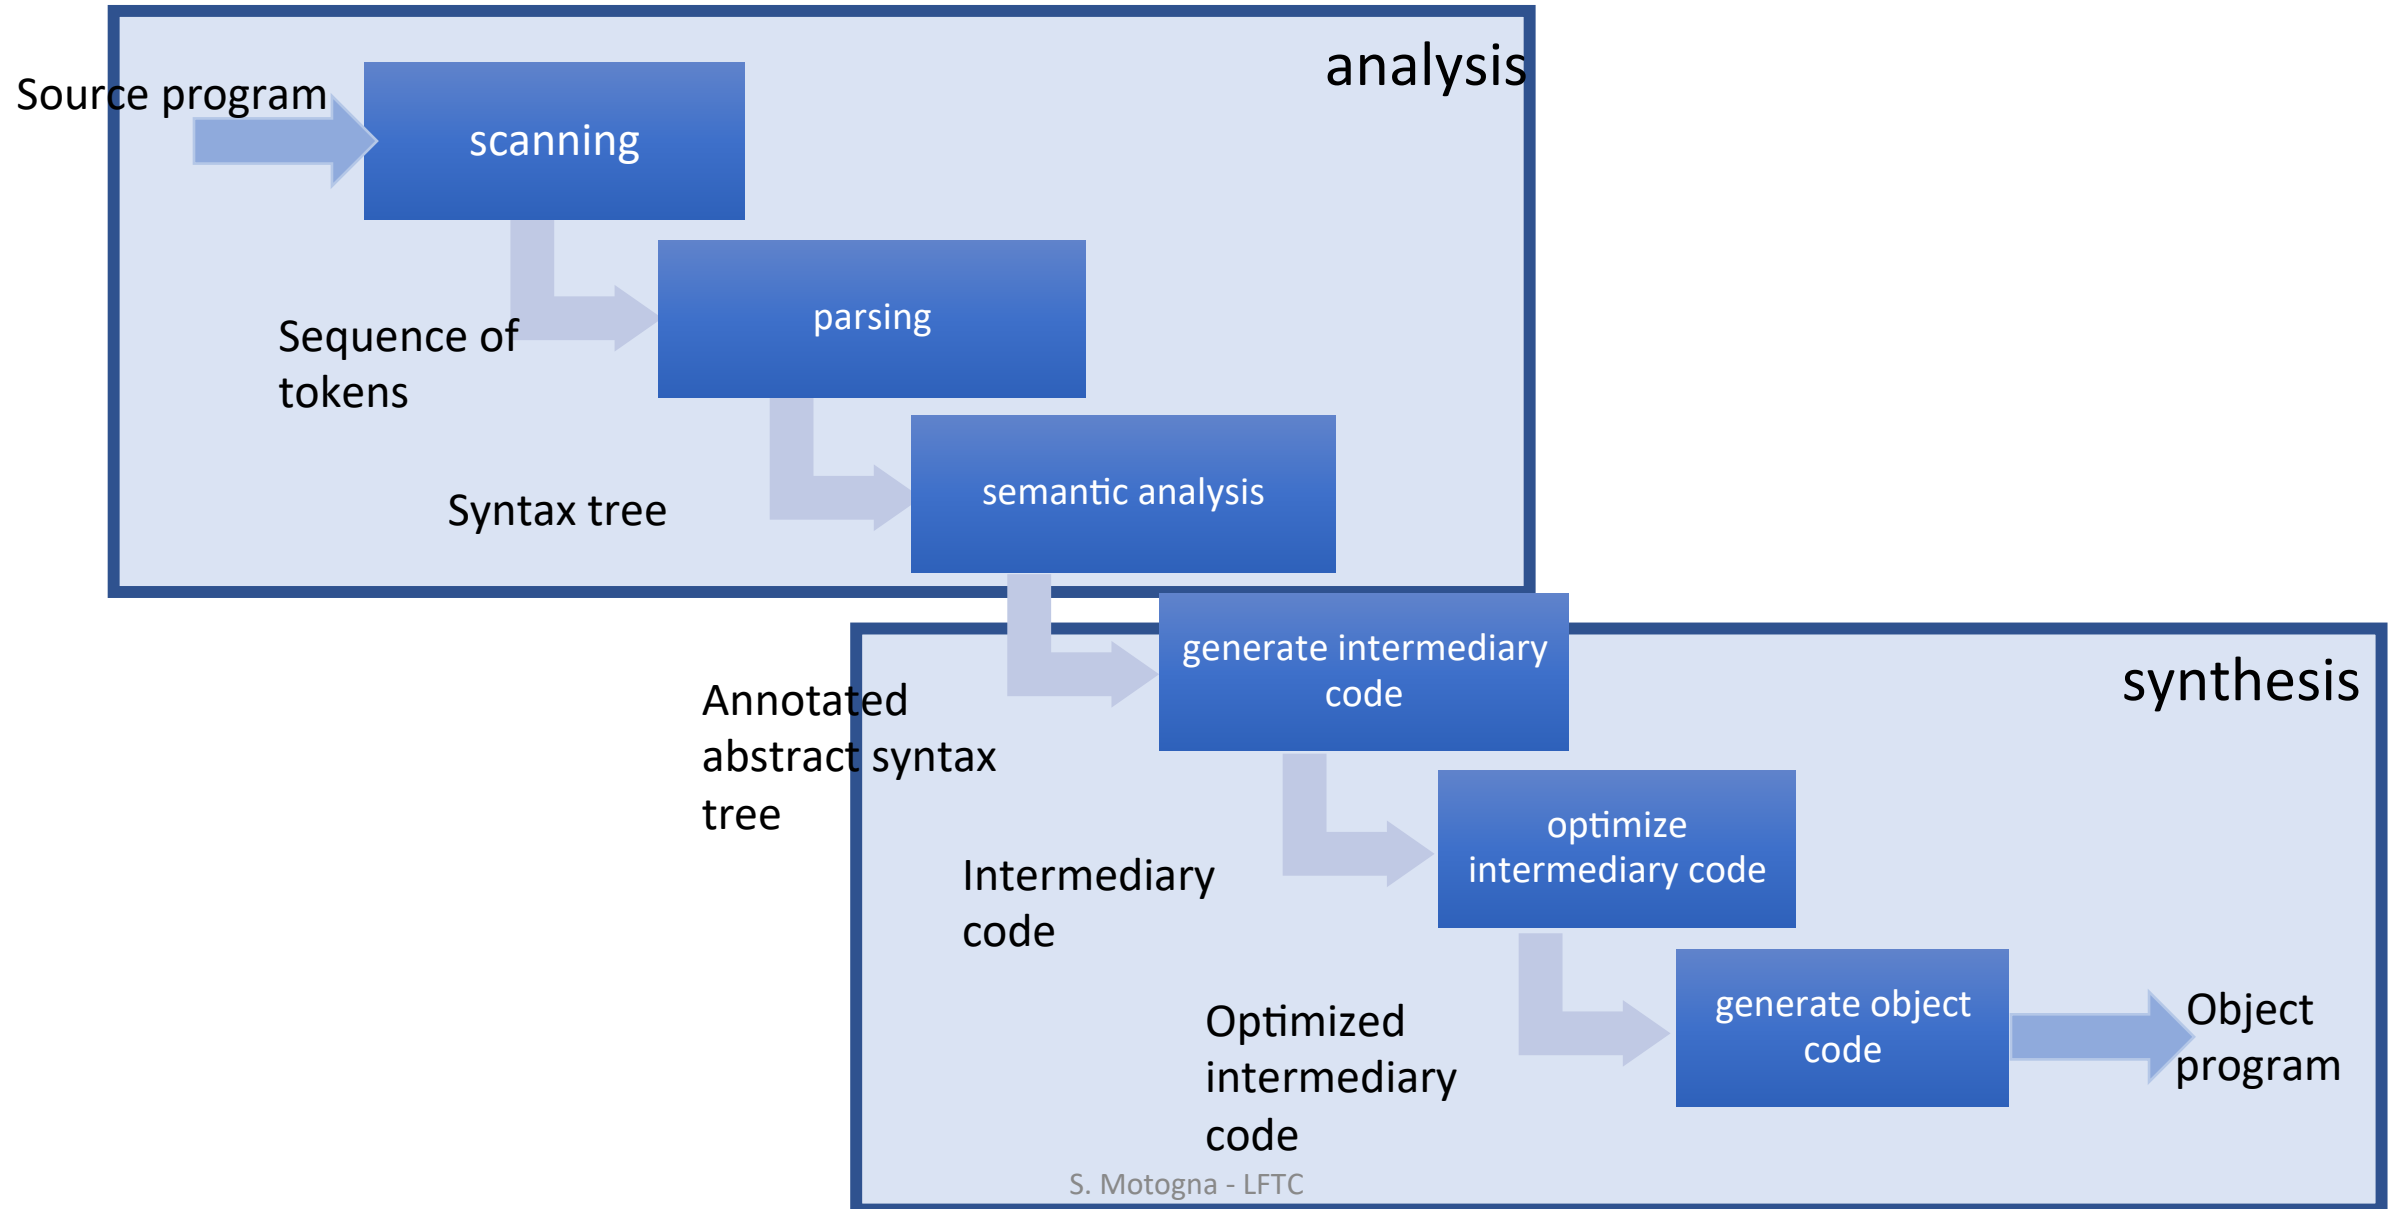 analysis
Source program
scanning
parsing
Sequence of
tokens
semantic analysis
Syntax tree
generate intermediary
code
synthesis
Annotated
abstract syntax
tree
optimize
intermediary code
Intermediary
code
generate object
code
Object
program
Optimized
intermediary
code
S. Motogna - LFTC